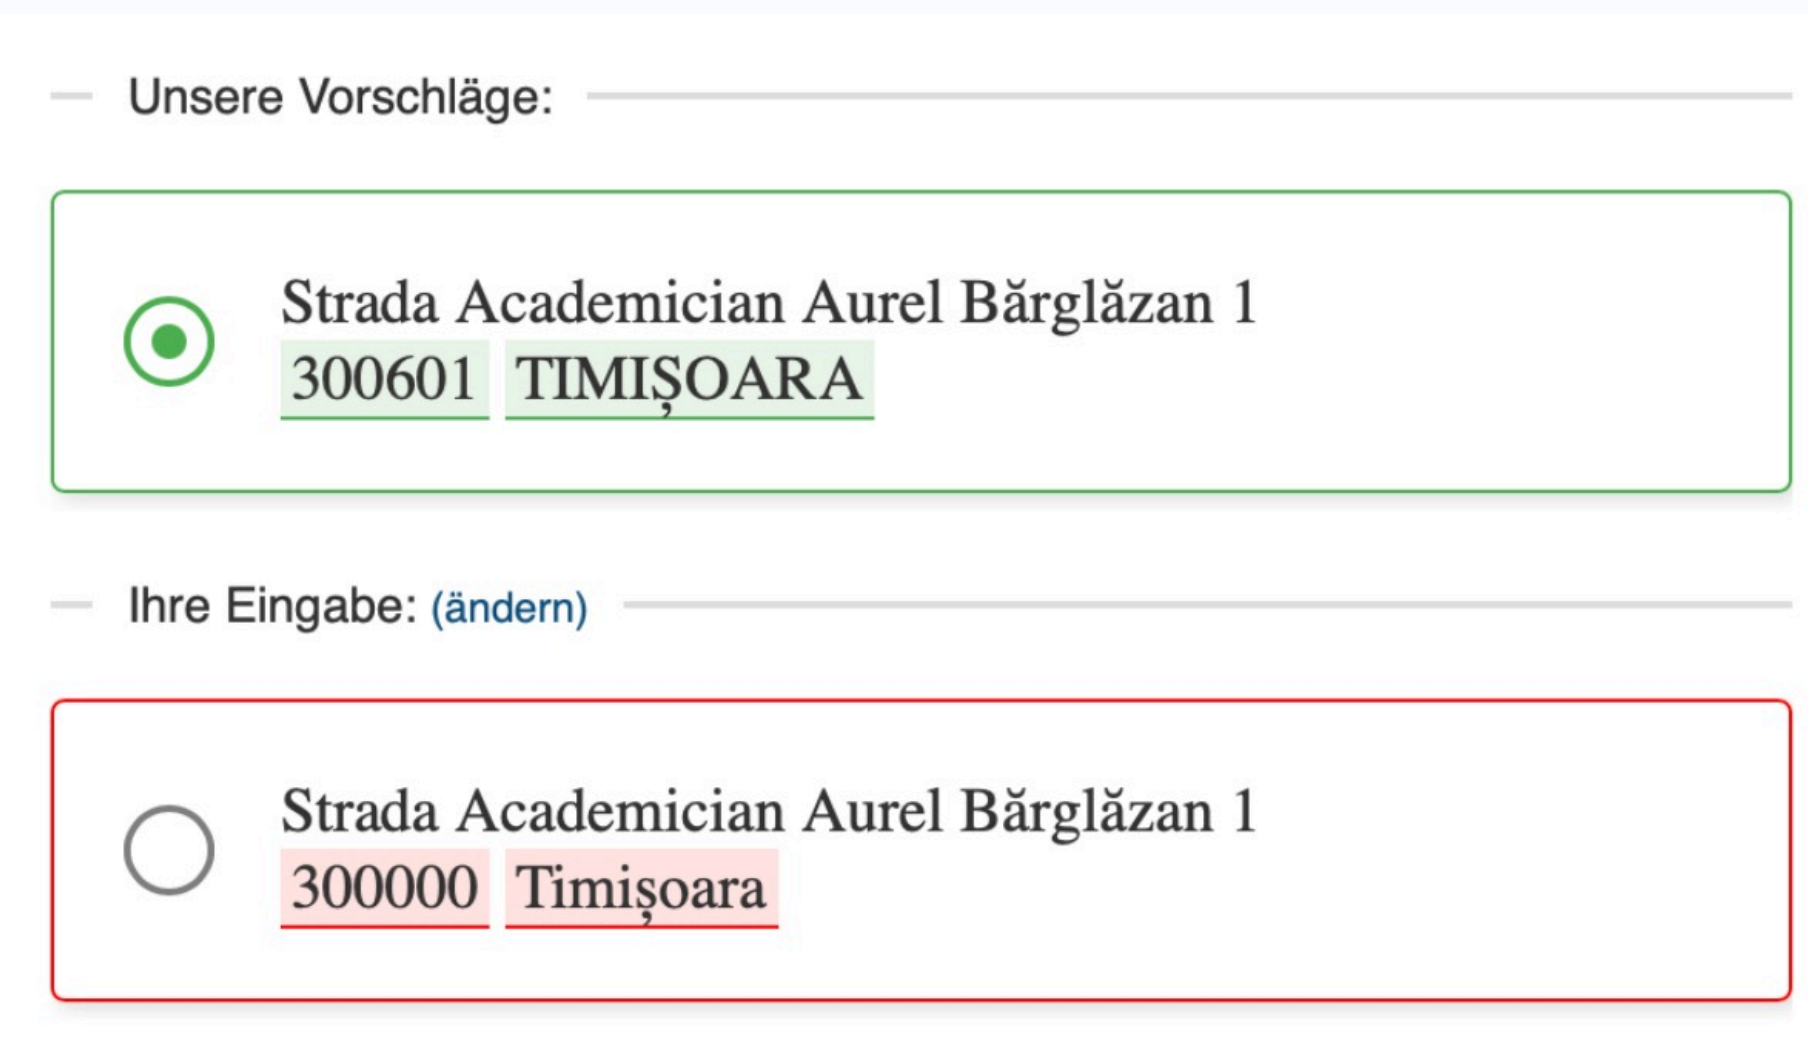 Unsere Vorschläge:
Strada Academician Aurel Bărglăzan 1
300601 TIMIȘOARA
Ihre Eingabe: (ändern)
Strada Academician Aurel Bărglăzan 1
300000 Timișoara